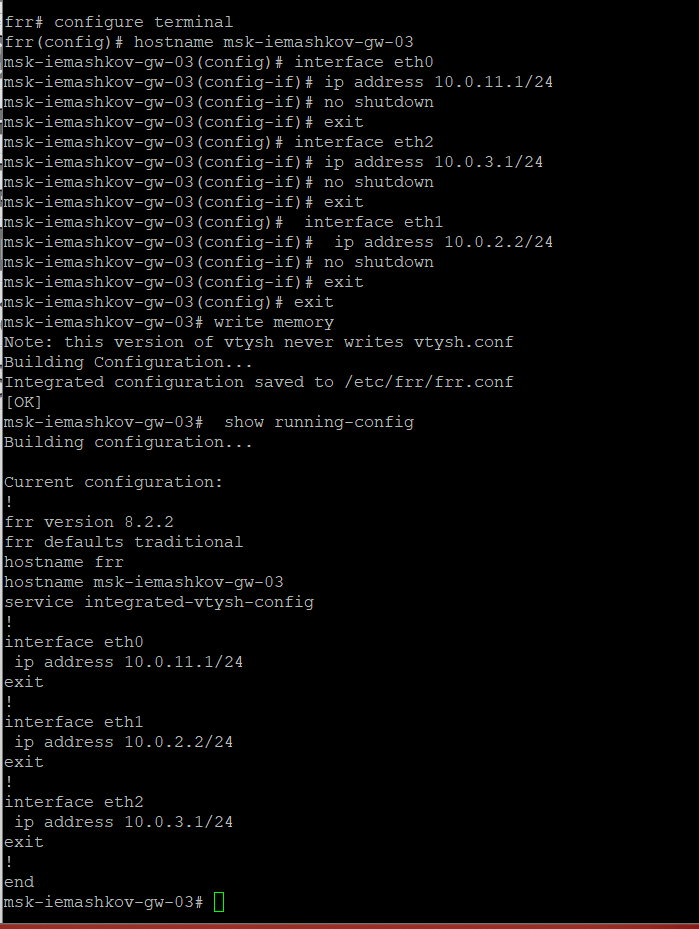 frr# configure terminal
frr(config)# hostname msk-iemashkov-gw-03
msk-iemashkov-gw-03(config)# interface eth0
msk-iemashkov-gw-03(config-if)# ip address 10.0.11.1/24
msk-iemashkov-gw-03(config-if)# no shutdown
msk-iemashkov-gw-03(config-if)# exit
msk-iemashkov-gw-03(config)# interface eth2
msk-iemashkov-gw-03(config-if)# ip address 10.0.3.1/24
msk-iemashkov-gw-03(config-if)# no shutdown
msk-iemashkov-gw-03(config-if)# exit
msk-iemashkov-gw-03(config)#  interface eth1
msk-iemashkov-gw-03(config-if)#  ip address 10.0.2.2/24
msk-iemashkov-gw-03(config-if)# no shutdown
msk-iemashkov-gw-03(config-if)# exit
msk-iemashkov-gw-03(config)# exit
msk-iemashkov-gw-03# write memory
Note: this version of vtysh never writes vtysh.conf
Building Configuration...
Integrated configuration saved to /etc/frr/frr.conf
[OK]
msk-iemashkov-gw-03#  show running-config
Building configuration...

Current configuration:
!
frr version 8.2.2
frr defaults traditional
hostname frr
hostname msk-iemashkov-gw-03
service integrated-vtysh-config
!
interface eth0
 ip address 10.0.11.1/24
exit
!
interface eth1
 ip address 10.0.2.2/24
exit
!
interface eth2
 ip address 10.0.3.1/24
exit
!
end
msk-iemashkov-gw-03#